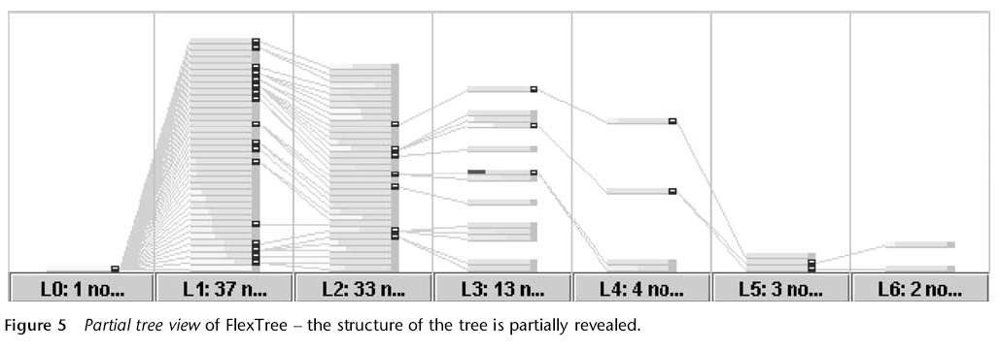 L0: 1 no...
L1: 37 n...
L2: 33 n...
L3: 13 n...
L4: 4 no...
L5: 3 no...
L6: 2 no...
Figure 5 Partial tree view of FlexTree – the structure of the tree is partially revealed.